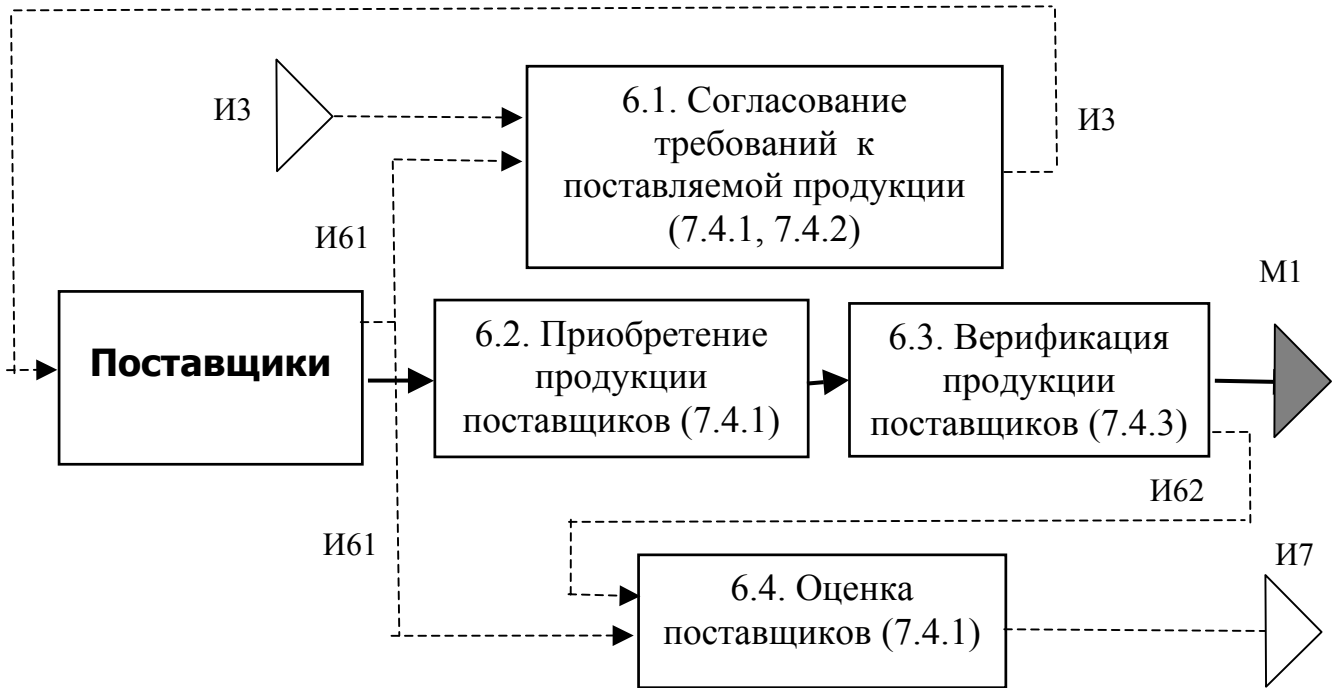 6.1. Согласование
требований к
поставляемой продукции
(7.4.1, 7.4.2)
И3
И3
И61
М1
Поставщики
6.2. Приобретение
продукции
поставщиков (7.4.1)
6.3. Верификация
продукции
поставщиков (7.4.3)
И62
И61
И7
6.4. Оценка
поставщиков (7.4.1)